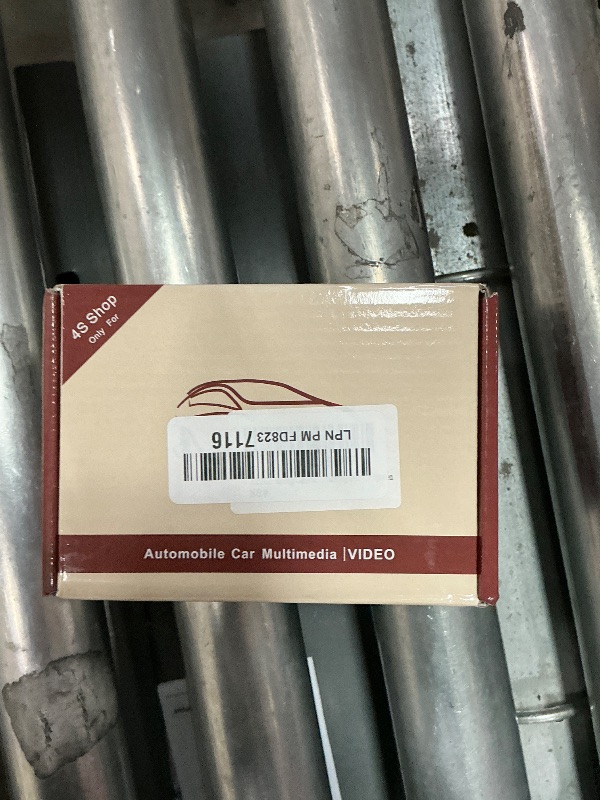 4S Shop
Only For
LPN PM FD823 7116
Automobile Car Multimedia |VIDEO